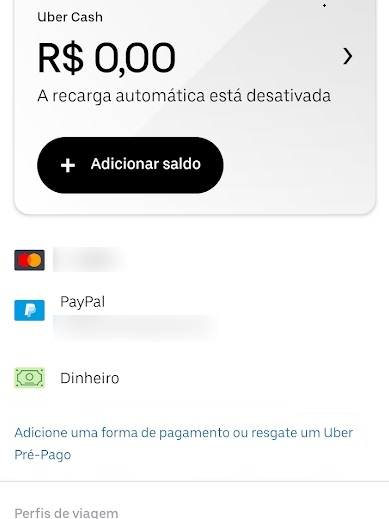 Uber Cash
R$ 0,00
A recarga automática está desativada
+ Adicionar saldo
PayPal
Dinheiro
Adicione uma forma de pagamento ou resgate um Uber
Pré-Pago
Perfis de viagem